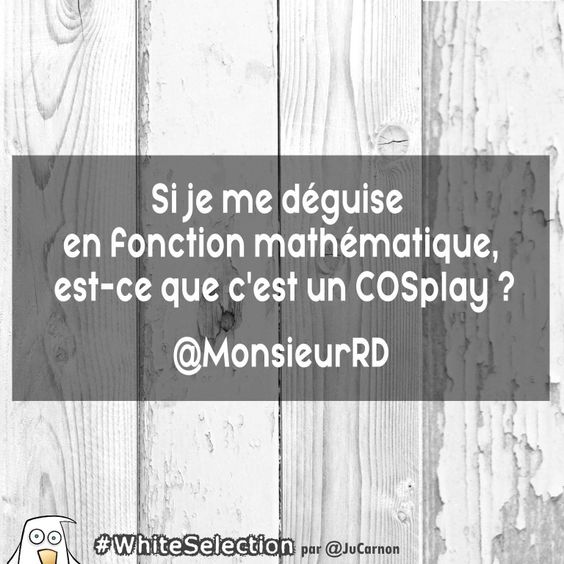 Si je me déguise
en fonction mathématique,
est-ce que c'est un COSplay ?
@MonsieurRD
#WhiteSelection par @JuCarnon